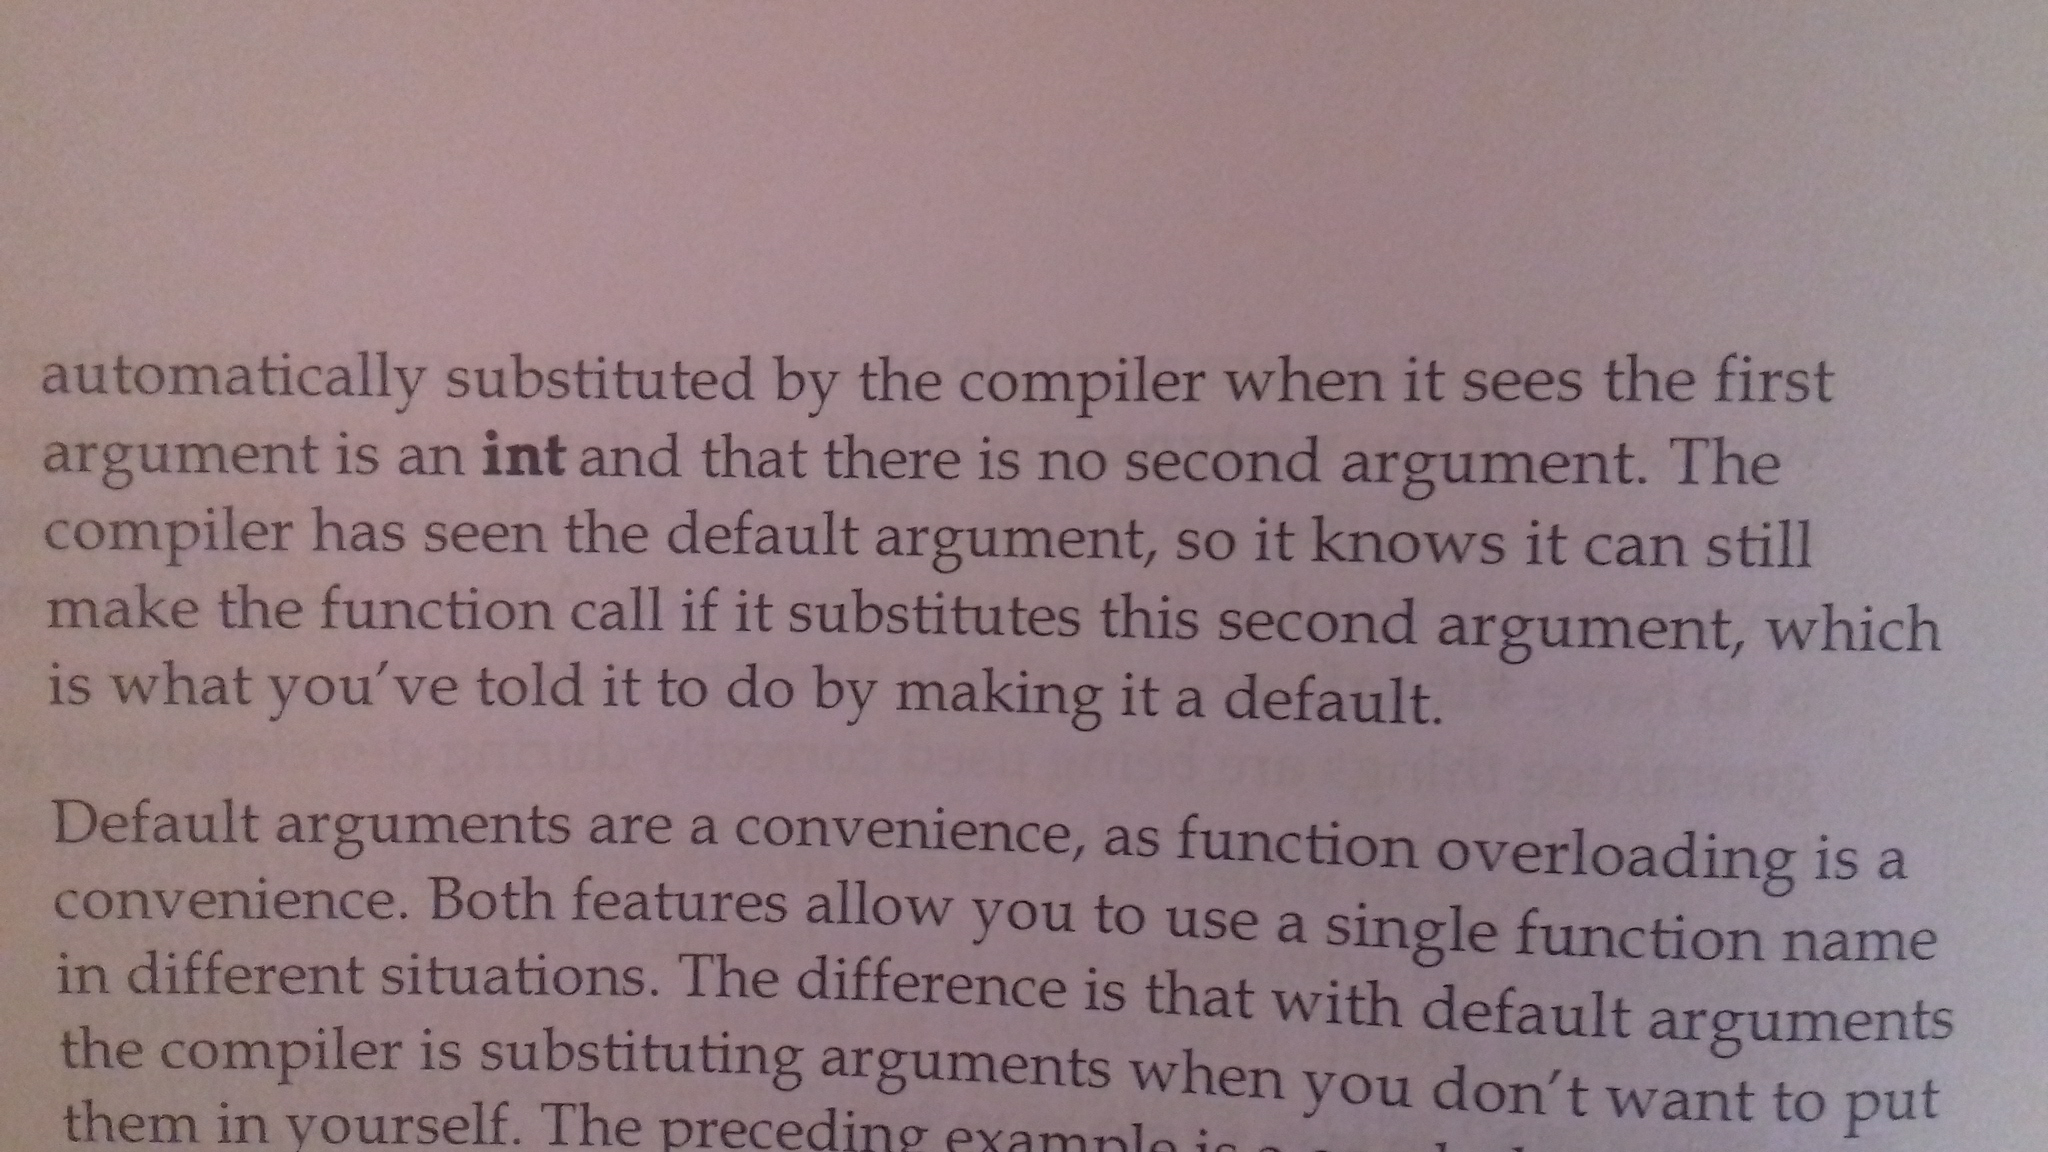 automatically substituted by the compiler when it sees the first
argument is an int and that there is no second argument. The
compiler has seen the default argument, so it knows it can still
make the function call if it substitutes this second argument, which
is what you've told it to do by making it a default.
Default arguments are a convenience, as function overloading is a
convenience. Both features allow you to use a single function name
in different situations. The difference is that with default arguments
the compiler is substituting arguments when you don't want to put
them in yourself. The preceding example is a